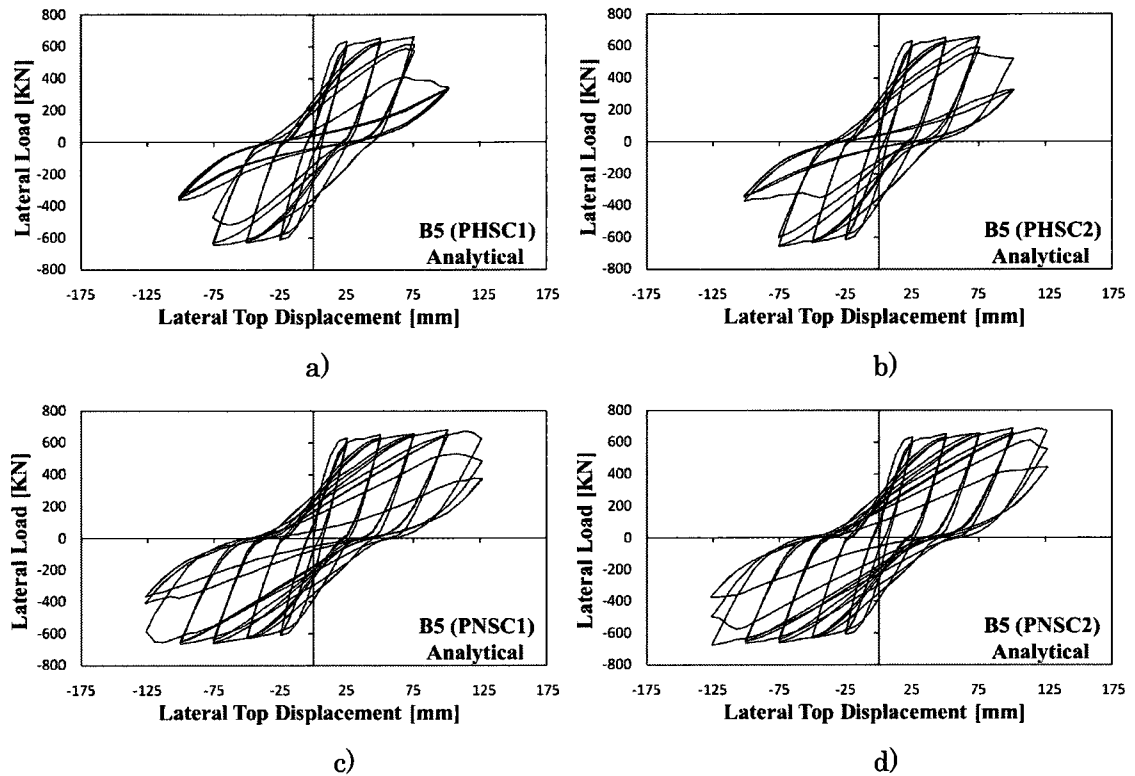 800
600
400
200
0
-200
-400
-600
-800
Lateral Load [KN]
B5 (PHSC1)
Analytical
-175 -125 -75 -25 25 75 125 175
Lateral Top Displacement [mm]
a)
800
600
400
200
0
-200
-400
-600
-800
Lateral Load [KN]
B5 (PHSC2)
Analytical
-175 -125 -75 -25 25 75 125 175
Lateral Top Displacement [mm]
b)
800
600
400
200
0
-200
-400
-600
-800
Lateral Load [KN]
B5 (PNSC1)
Analytical
-175 -125 -75 -25 25 75 125 175
Lateral Top Displacement [mm]
c)
800
600
400
200
0
-200
-400
-600
-800
Lateral Load [KN]
B5 (PNSC2)
Analytical
-175 -125 -75 -25 25 75 125 175
Lateral Top Displacement [mm]
d)